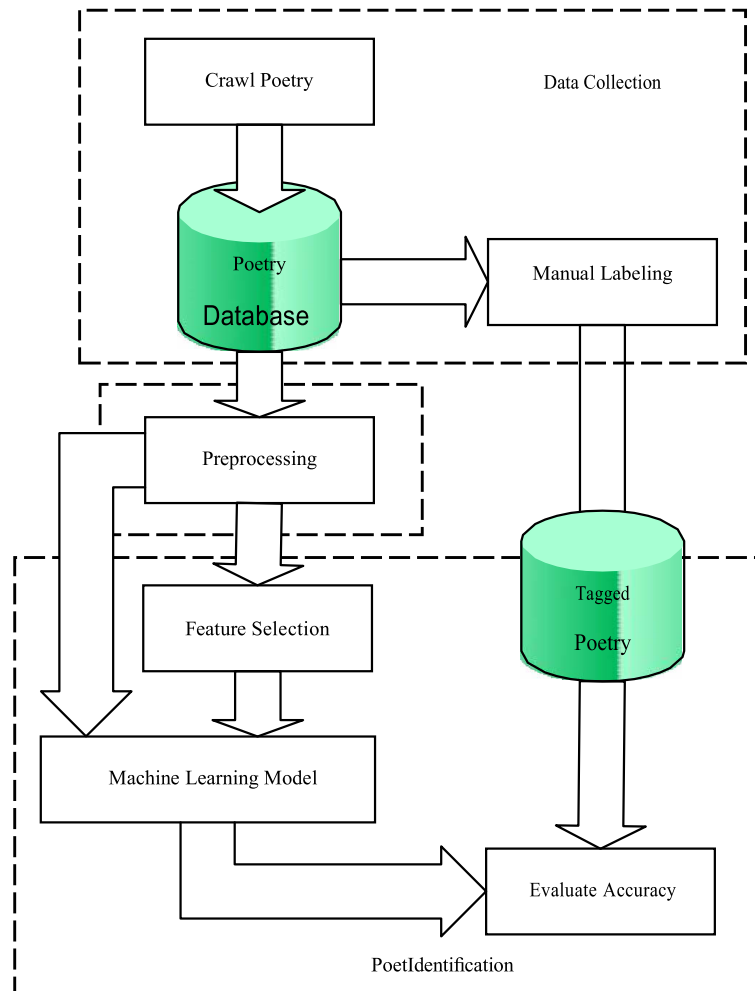 Crawl Poetry
Data Collection
Poetry
Database
Manual Labeling
Preprocessing
Tagged
Poetry
Feature Selection
Machine Learning Model
Evaluate Accuracy
PoetIdentification